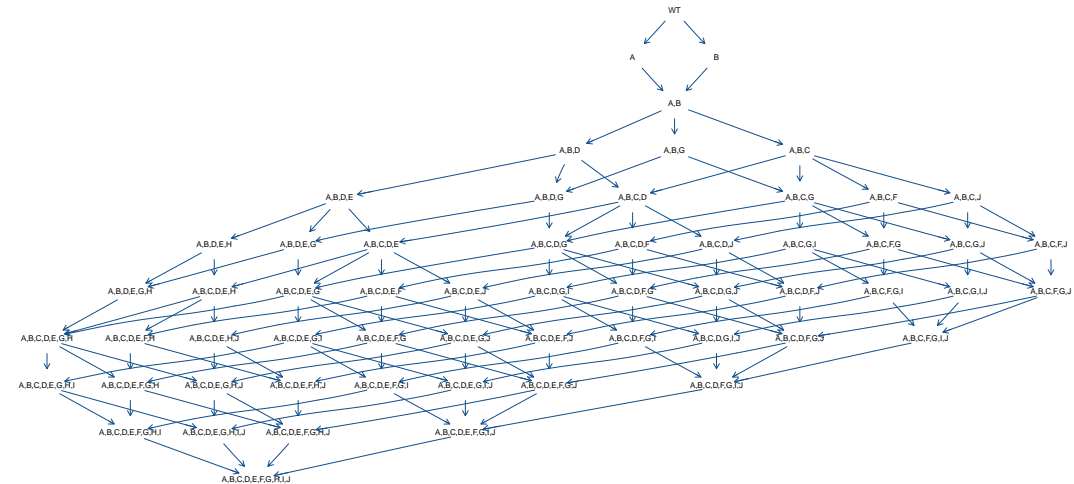 WT
A B
A,B
A,B,D A,B,G A,B,C
A,B,D,E A,B,D,G A,B,C,D A,B,C,G A,B,C,F A,B,C,J
A,B,D,E,H A,B,D,E,G A,B,C,D,E A,B,C,D,G A,B,C,D,F A,B,C,D,J A,B,C,G,I A,B,C,F,G A,B,C,G,J A,B,C,F,J
A,B,D,E,G,H A,B,C,D,E,H A,B,C,D,E,G A,B,C,D,E,F A,B,C,D,E,J A,B,C,D,G,I A,B,C,D,F,G A,B,C,D,G,J A,B,C,D,F,J A,B,C,F,G,I A,B,C,G,I,J A,B,C,F,G,J
A,B,C,D,E,G,H A,B,C,D,E,F,H A,B,C,D,E,H,J A,B,C,D,E,G,I A,B,C,D,E,F,G A,B,C,D,E,G,J A,B,C,D,E,F,J A,B,C,D,F,G,I A,B,C,D,G,I,J A,B,C,D,F,G,J A,B,C,F,G,I,J
A,B,C,D,E,G,H,I A,B,C,D,E,F,G,H A,B,C,D,E,G,H,J A,B,C,D,E,F,H,J A,B,C,D,E,F,G,I A,B,C,D,E,G,I,J A,B,C,D,E,F,G,J A,B,C,D,F,G,I,J
A,B,C,D,E,F,G,H,I A,B,C,D,E,G,H,I,J A,B,C,D,E,F,G,H,J A,B,C,D,E,F,G,I,J
A,B,C,D,E,F,G,H,I,J